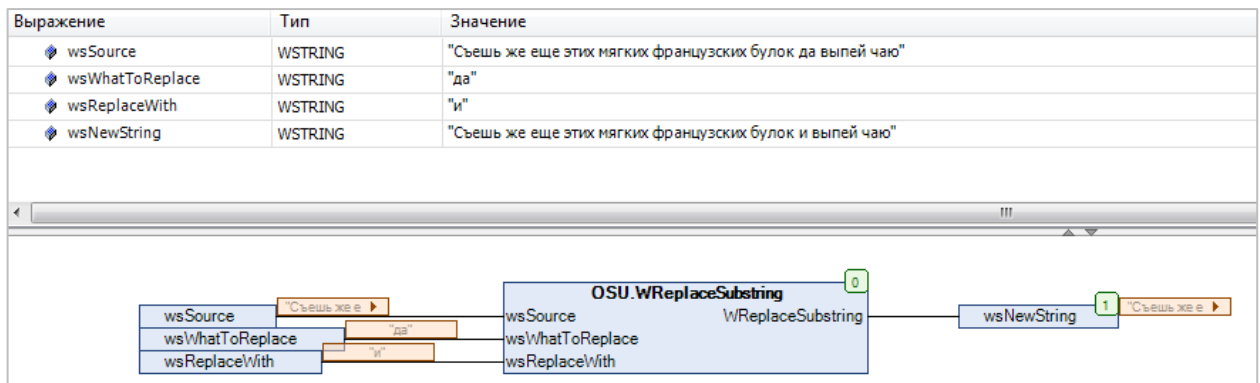 Выражение Тип Значение
wsSource WSTRING "Съешь же еще этих мягких французских булок да выпей чаю"
wsWhatToReplace WSTRING "да"
wsReplaceWith WSTRING "и"
wsNewString WSTRING "Съешь же еще этих мягких французских булок и выпей чаю"
OSU.WReplaceSubstring 0
wsSource "Съешь же е wsSource WReplaceSubstring wsNewString 1 "Съешь же е
wsWhatToReplace "да" wsWhatToReplace
wsReplaceWith "и" wsReplaceWith